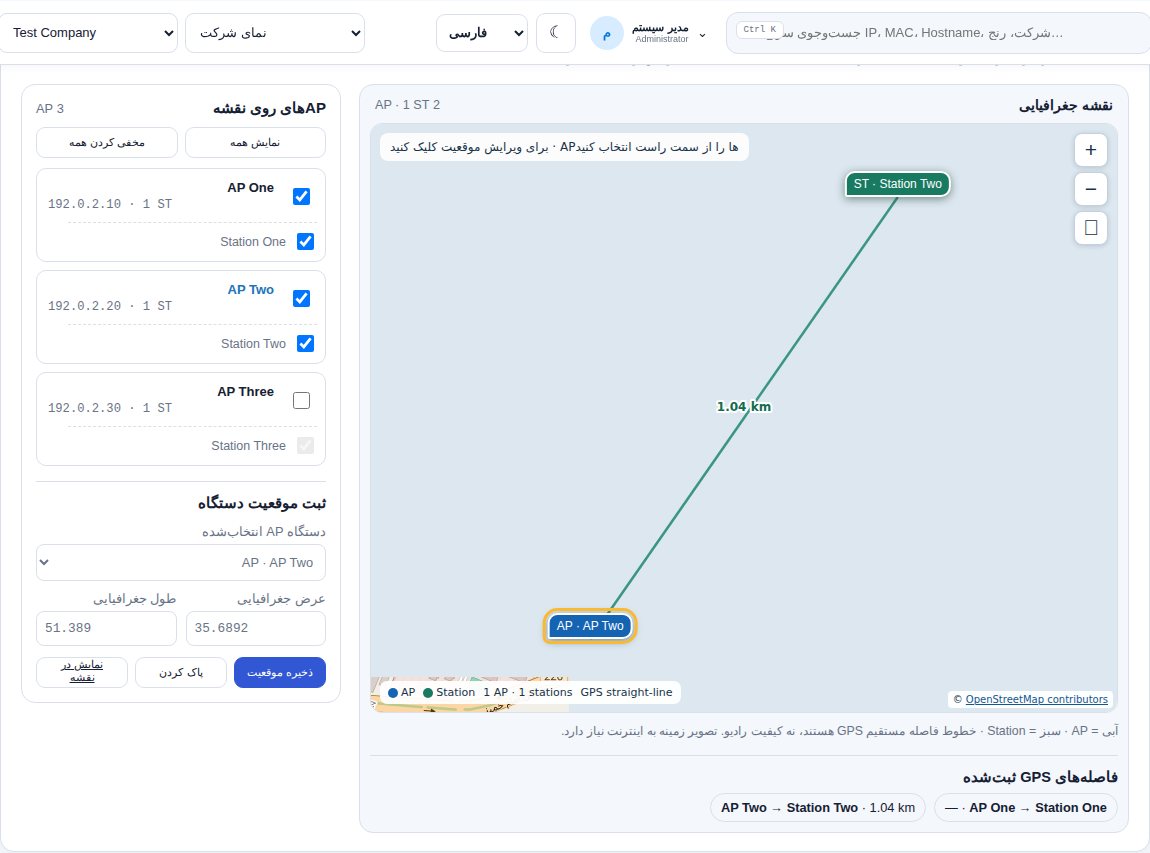 شرکت، رنج IP، MAC، Hostname، جست‌وجوی س…
Ctrl K
مدیر سیستم
Administrator
م
فارسی
نمای شرکت
Test Company
نقشه جغرافیایی
AP · 1 ST 2
ها را از سمت راست انتخاب کنیدAP · برای ویرایش موقعیت کلیک کنید
+
−
ST · Station Two
1.04 km
AP · AP Two
AP
Station
1 AP · 1 stations
GPS straight-line
© OpenStreetMap contributors
آبی = AP · سبز = Station · خطوط فاصله مستقیم GPS هستند، نه کیفیت رادیو. تصویر زمینه به اینترنت نیاز دارد.
فاصله‌های GPS ثبت‌شده
— · AP One → Station One
AP Two → Station Two · 1.04 km
APهای روی نقشه
AP 3
نمایش همه
مخفی کردن همه
AP One
192.0.2.10 · 1 ST
Station One
AP Two
192.0.2.20 · 1 ST
Station Two
AP Three
192.0.2.30 · 1 ST
Station Three
ثبت موقعیت دستگاه
دستگاه AP انتخاب‌شده
AP · AP Two
عرض جغرافیایی
طول جغرافیایی
35.6892
51.389
ذخیره موقعیت
پاک کردن
نمایش در
نقشه